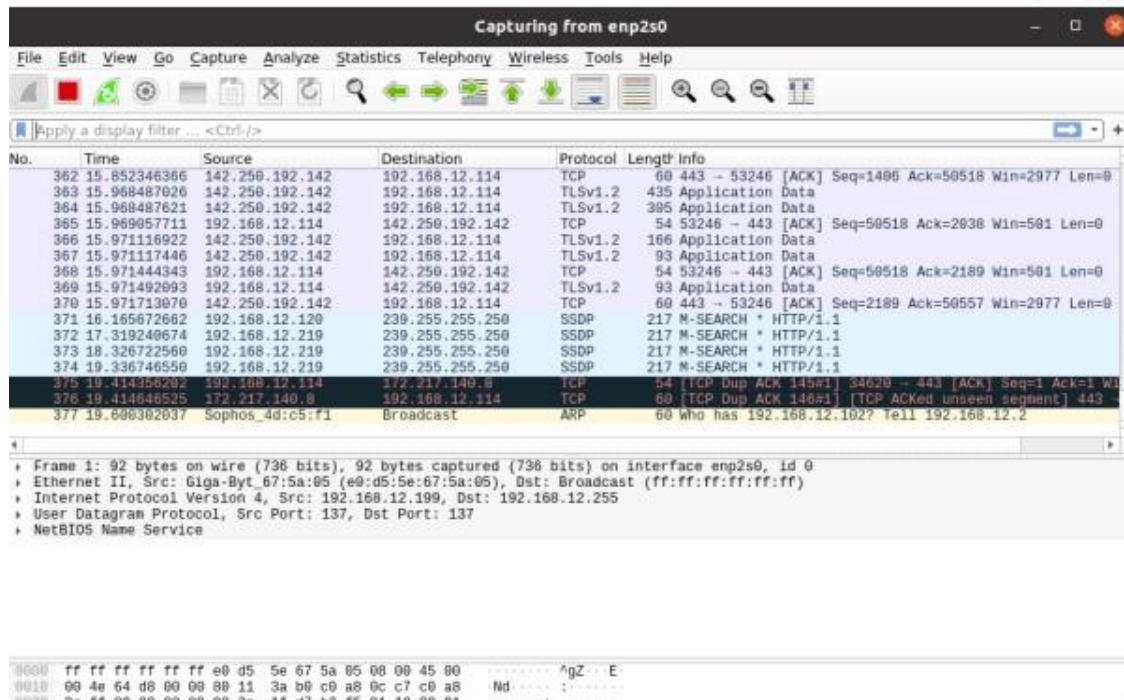 Capturing from enp2s0
File Edit View Go Capture Analyze Statistics Telephony Wireless Tools Help
Apply a display filter ... <Ctrl-/>
No. Time Source Destination Protocol Length Info
362 15.852346366 142.250.192.142 192.168.12.114 TCP 60 443 → 53246 [ACK] Seq=1406 Ack=50518 Win=2977 Len=0
363 15.968487026 142.250.192.142 192.168.12.114 TLSv1.2 435 Application Data
364 15.968487621 142.250.192.142 192.168.12.114 TLSv1.2 305 Application Data
365 15.969057711 192.168.12.114 142.250.192.142 TCP 54 53246 → 443 [ACK] Seq=50518 Ack=2038 Win=501 Len=0
366 15.971116922 142.250.192.142 192.168.12.114 TLSv1.2 166 Application Data
367 15.971117446 142.250.192.142 192.168.12.114 TLSv1.2 93 Application Data
368 15.971444343 192.168.12.114 142.250.192.142 TCP 54 53246 → 443 [ACK] Seq=50518 Ack=2189 Win=501 Len=0
369 15.971492093 192.168.12.114 142.250.192.142 TLSv1.2 93 Application Data
370 15.971713070 142.250.192.142 192.168.12.114 TCP 60 443 → 53246 [ACK] Seq=2189 Ack=50557 Win=2977 Len=0
371 16.165672662 192.168.12.120 239.255.255.250 SSDP 217 M-SEARCH * HTTP/1.1
372 17.319240674 192.168.12.219 239.255.255.250 SSDP 217 M-SEARCH * HTTP/1.1
373 18.326722560 192.168.12.219 239.255.255.250 SSDP 217 M-SEARCH * HTTP/1.1
374 19.336746550 192.168.12.219 239.255.255.250 SSDP 217 M-SEARCH * HTTP/1.1
375 19.414356202 192.168.12.114 172.217.140.8 TCP 54 [TCP Dup ACK 145#1] 34620 → 443 [ACK] Seq=1 Ack=1 Wi
376 19.414646525 172.217.140.8 192.168.12.114 TCP 60 [TCP Dup ACK 146#1] [TCP ACKed unseen segment] 443 →
377 19.600302037 Sophos_4d:c5:f1 Broadcast ARP 60 Who has 192.168.12.102? Tell 192.168.12.2
Frame 1: 92 bytes on wire (736 bits), 92 bytes captured (736 bits) on interface enp2s0, id 0
Ethernet II, Src: Giga-Byt_67:5a:05 (e0:d5:5e:67:5a:05), Dst: Broadcast (ff:ff:ff:ff:ff:ff)
Internet Protocol Version 4, Src: 192.168.12.199, Dst: 192.168.12.255
User Datagram Protocol, Src Port: 137, Dst Port: 137
NetBIOS Name Service
0000 ff ff ff ff ff ff e0 d5 5e 67 5a 05 08 00 45 00 ········ ^gZ···E·
0010 00 4e 64 d8 00 00 80 11 3a b0 c0 a8 0c c7 c0 a8 ·Nd····· :·······